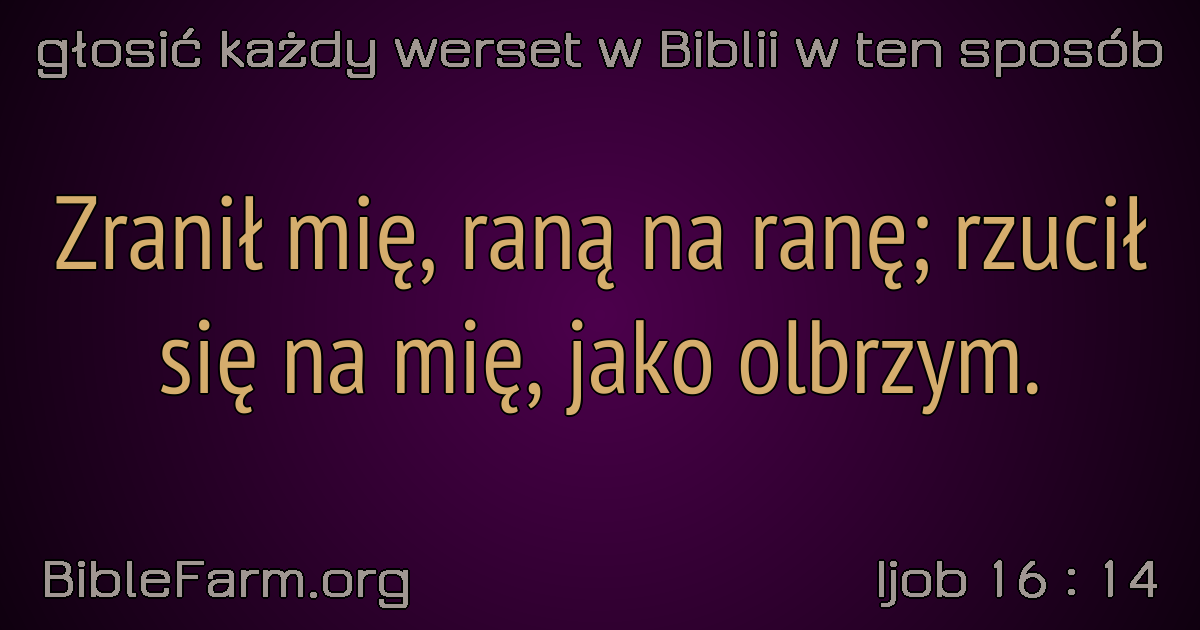 głosić każdy werset w Biblii w ten sposób
Zranił mię, raną na ranę; rzucił
się na mię, jako olbrzym.
BibleFarm.org
Ijob 16 : 14